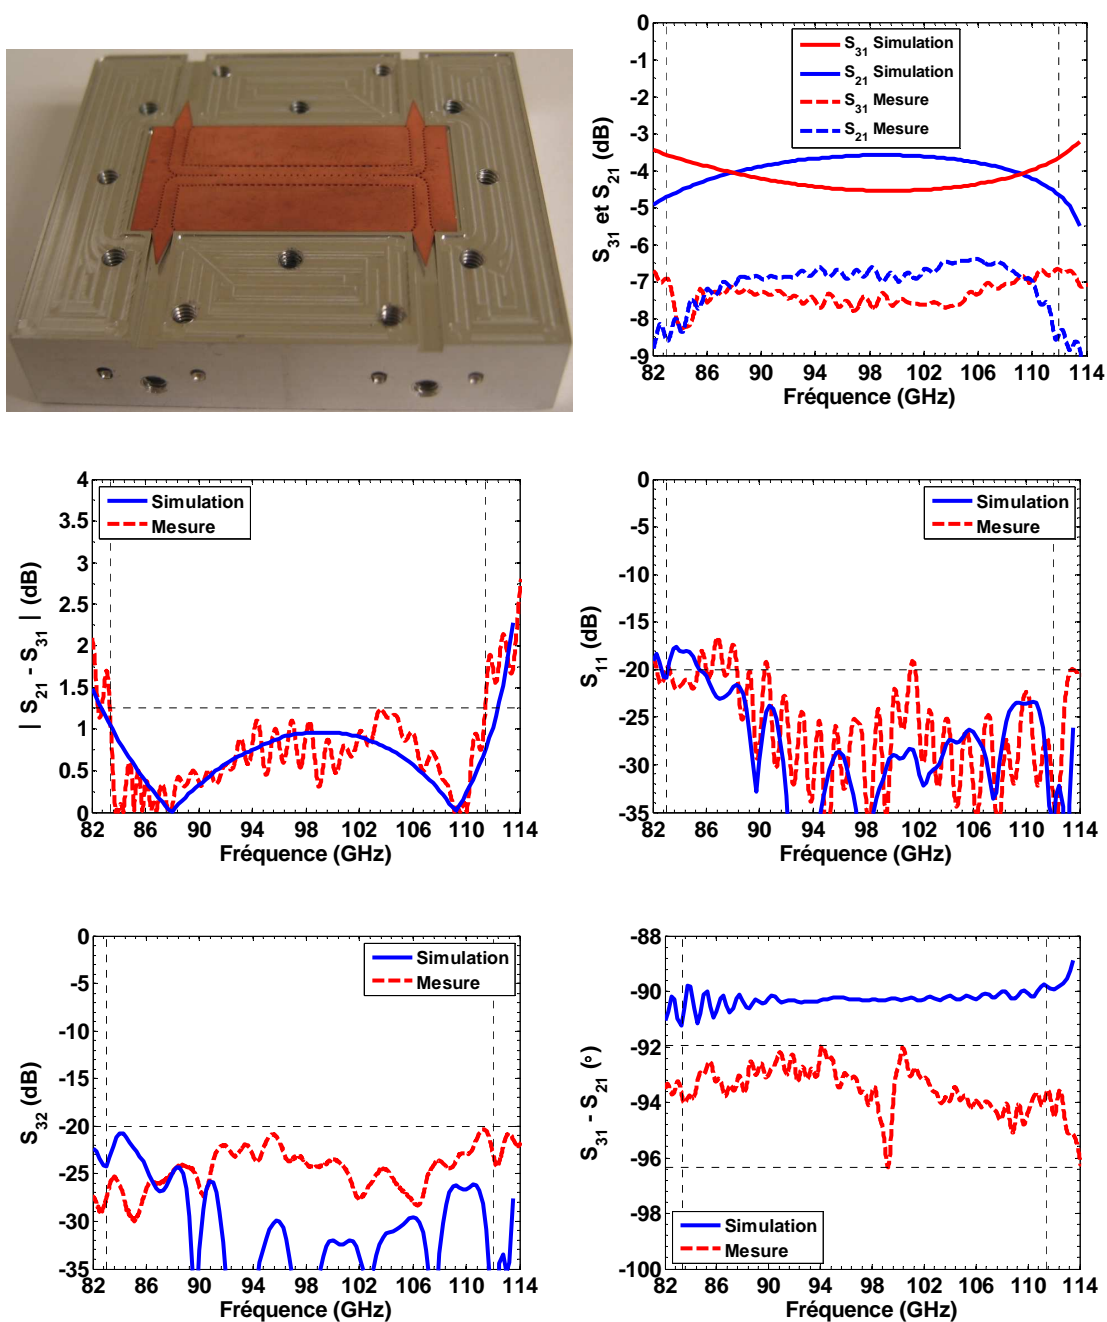 0
-1
-2
-3
-4
-5
-6
-7
-8
-9
S31 et S21 (dB)
S31 Simulation
S21 Simulation
S31 Mesure
S21 Mesure
82 86 90 94 98 102 106 110 114
Fréquence (GHz)
4
3.5
3
2.5
2
1.5
1
0.5
0
| S21 - S31 | (dB)
Simulation
Mesure
82 86 90 94 98 102 106 110 114
Fréquence (GHz)
0
-5
-10
-15
-20
-25
-30
-35
S11 (dB)
Simulation
Mesure
82 86 90 94 98 102 106 110 114
Fréquence (GHz)
0
-5
-10
-15
-20
-25
-30
-35
S32 (dB)
Simulation
Mesure
82 86 90 94 98 102 106 110 114
Fréquence (GHz)
-88
-90
-92
-94
-96
-98
-100
S31 - S21 (°)
Simulation
Mesure
82 86 90 94 98 102 106 110 114
Fréquence (GHz)